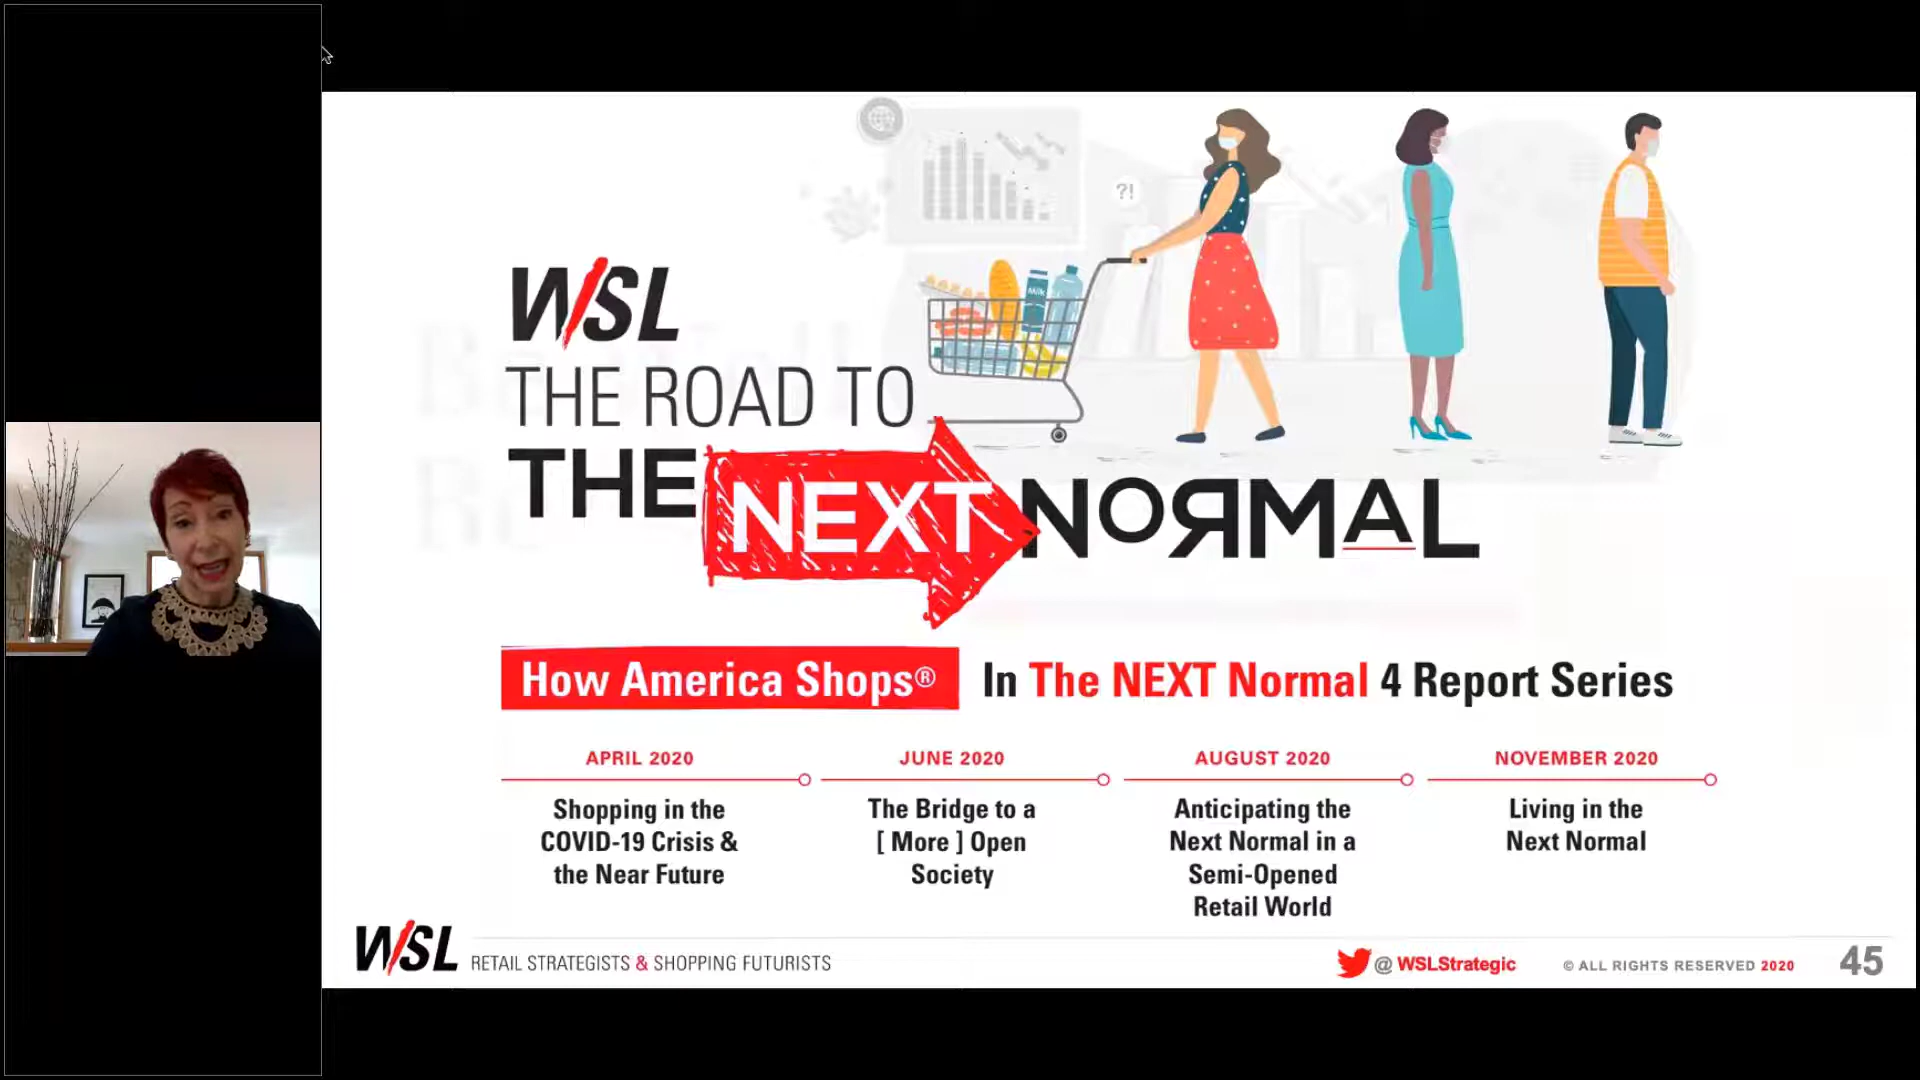 ?!
Milk
WSL
THE ROAD TO
THE NEXT NORMAL
How America Shops® In The NEXT Normal 4 Report Series
APRIL 2020
Shopping in the
COVID-19 Crisis &
the Near Future
JUNE 2020
The Bridge to a
[ More ] Open
Society
AUGUST 2020
Anticipating the
Next Normal in a
Semi-Opened
Retail World
NOVEMBER 2020
Living in the
Next Normal
WSL RETAIL STRATEGISTS & SHOPPING FUTURISTS
@ WSLStrategic
© ALL RIGHTS RESERVED 2020
45